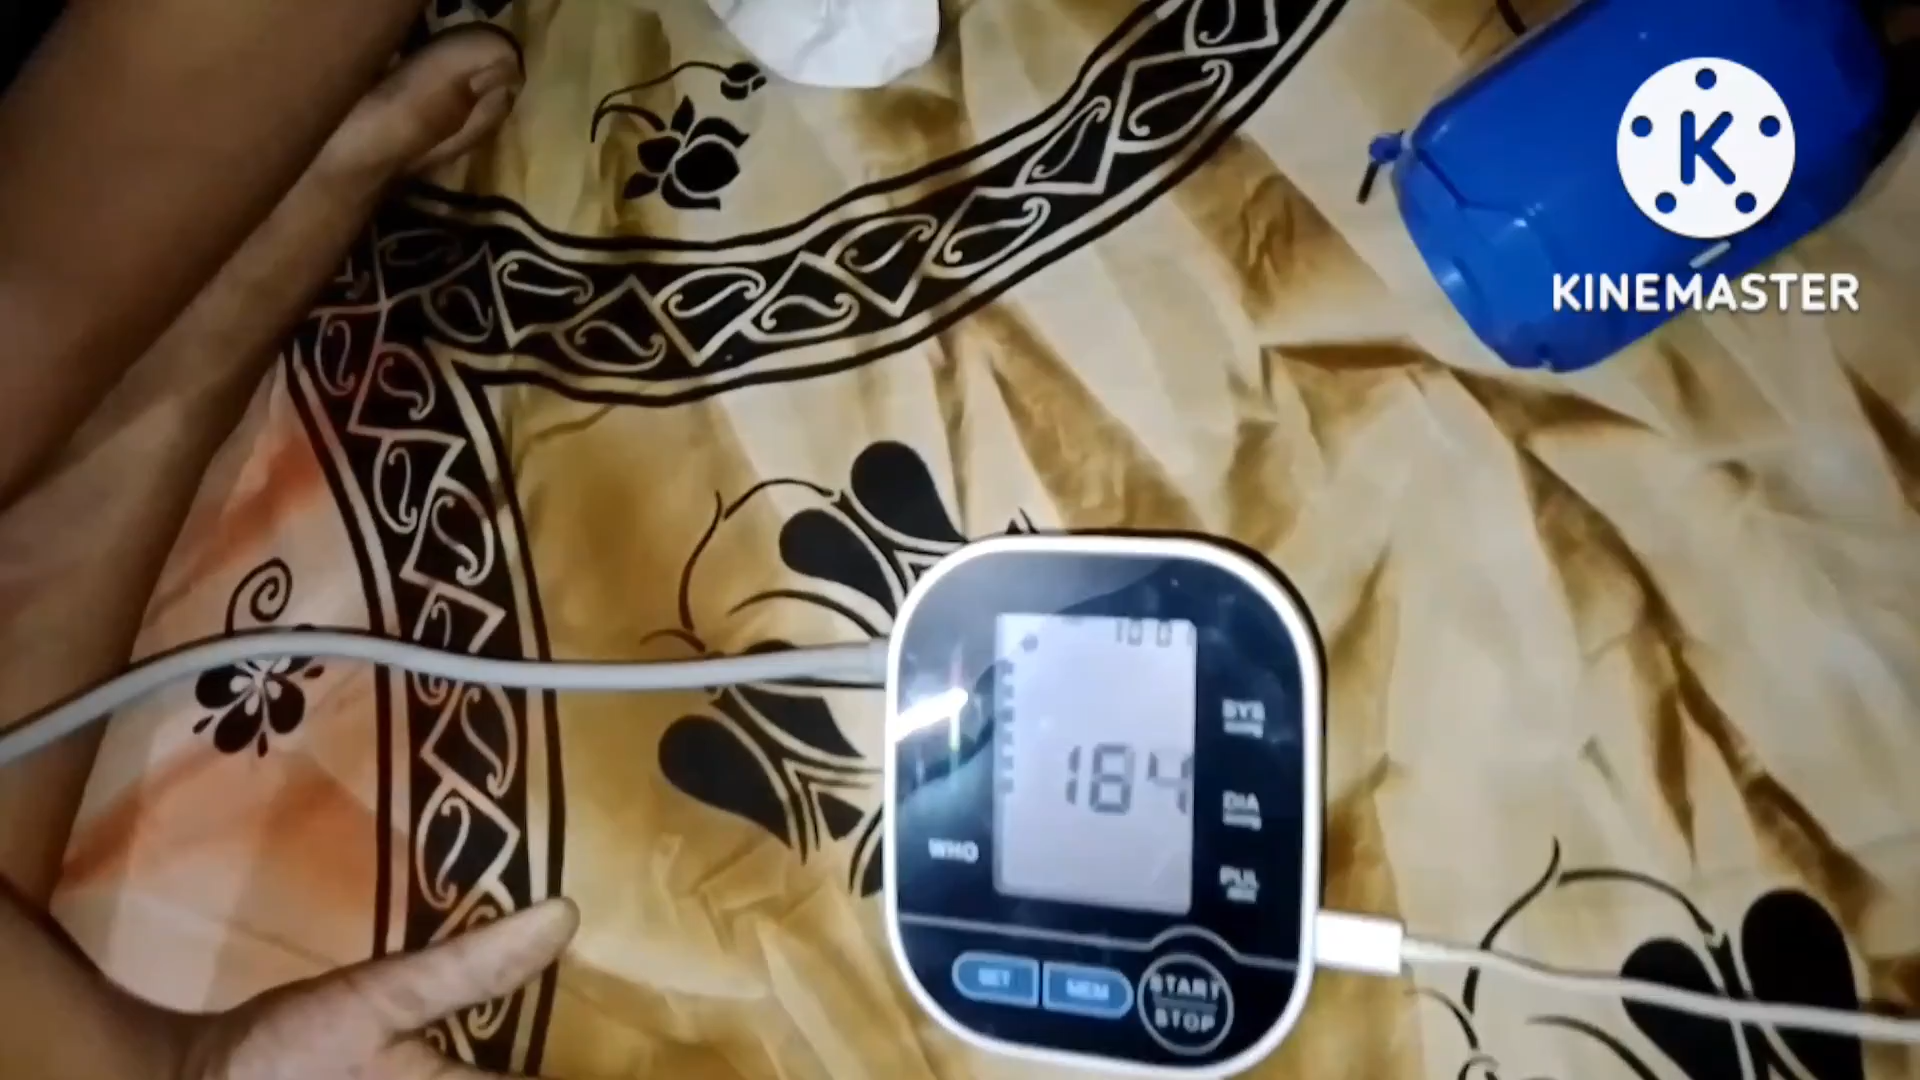 K
KINEMASTER
184
SYS
DIA
PUL
WHO
SET
MEM
START
STOP